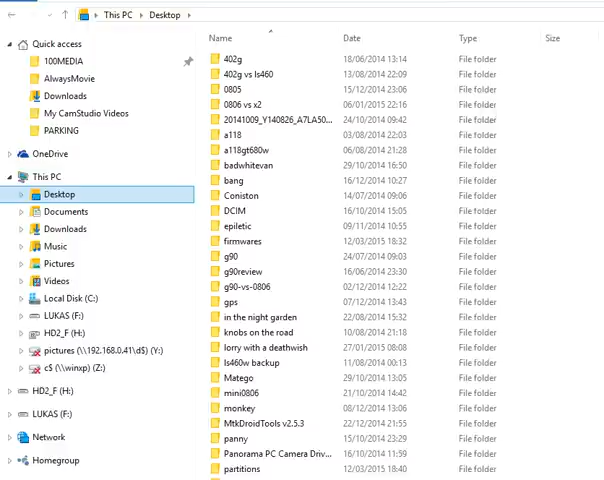 This PC > Desktop >
Name Date Type Size
Quick access
100MEDIA
AlwaysMovie
Downloads
My CamStudio Videos
PARKING
OneDrive
This PC
Desktop
Documents
Downloads
Music
Pictures
Videos
Local Disk (C:)
LUKAS (F:)
HD2_F (H:)
pictures (\\192.168.0.41\d$) (Y:)
c$ (\\winxp) (Z:)
HD2_F (H:)
LUKAS (F:)
Network
Homegroup
402g 18/06/2014 13:14 File folder
402g vs ls460 13/08/2014 22:09 File folder
0805 15/12/2014 23:06 File folder
0806 vs x2 06/01/2015 22:16 File folder
20141009_Y140826_A7LA50... 24/10/2014 09:42 File folder
a118 03/08/2014 22:03 File folder
a118gt680w 06/08/2014 21:28 File folder
badwhitevan 29/10/2014 16:50 File folder
bang 16/12/2014 10:27 File folder
Coniston 14/07/2014 09:06 File folder
DCIM 16/10/2014 15:05 File folder
epiletic 09/11/2014 10:55 File folder
firmwares 12/03/2015 18:32 File folder
g90 24/07/2014 09:03 File folder
g90review 16/06/2014 23:30 File folder
g90-vs-0806 02/12/2014 12:22 File folder
gps 07/12/2014 13:43 File folder
in the night garden 22/08/2014 15:32 File folder
knobs on the road 10/08/2014 21:18 File folder
lorry with a deathwish 27/01/2015 08:08 File folder
ls460w backup 11/08/2014 00:13 File folder
Matego 29/10/2014 13:05 File folder
mini0806 21/10/2014 14:42 File folder
monkey 08/12/2014 13:06 File folder
MtkDroidTools v2.5.3 22/12/2014 21:55 File folder
panny 15/10/2014 23:29 File folder
Panorama PC Camera Driv... 16/10/2014 11:59 File folder
partitions 12/03/2015 18:40 File folder